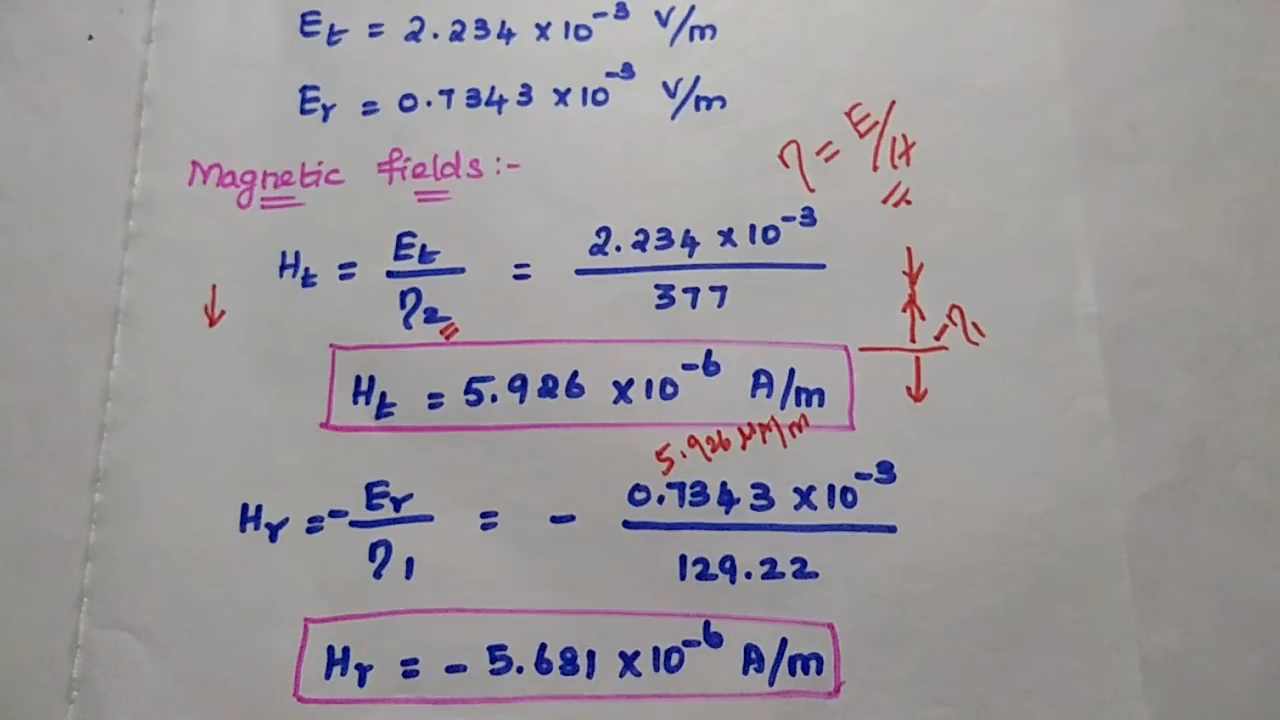 Et = 2.234 × 10⁻³ V/m
Er = 0.7343 × 10⁻³ V/m
η = E/H
Magnetic fields :-
Ht = Et/η2 = 2.234 × 10⁻³ / 377
-η1
Ht = 5.926 × 10⁻⁶ A/m
5.926 μA/m
Hr = - Er/η1 = - 0.7343 × 10⁻³ / 129.22
Hr = - 5.681 × 10⁻⁶ A/m